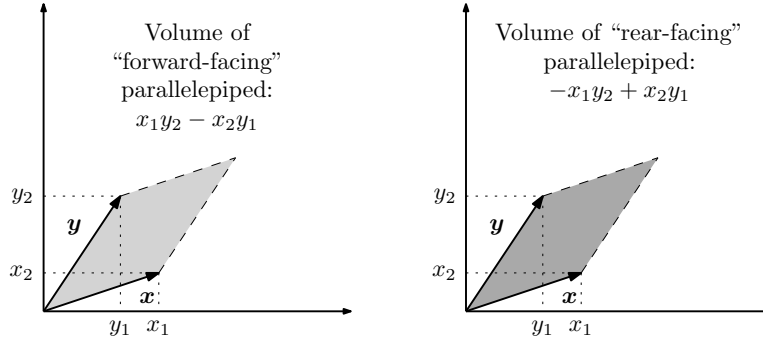 Volume of
“forward-facing”
parallelepiped:
x₁y₂ − x₂y₁
y₂
y
x₂
x
y₁ x₁
Volume of “rear-facing”
parallelepiped:
−x₁y₂ + x₂y₁
y₂
y
x₂
x
y₁ x₁